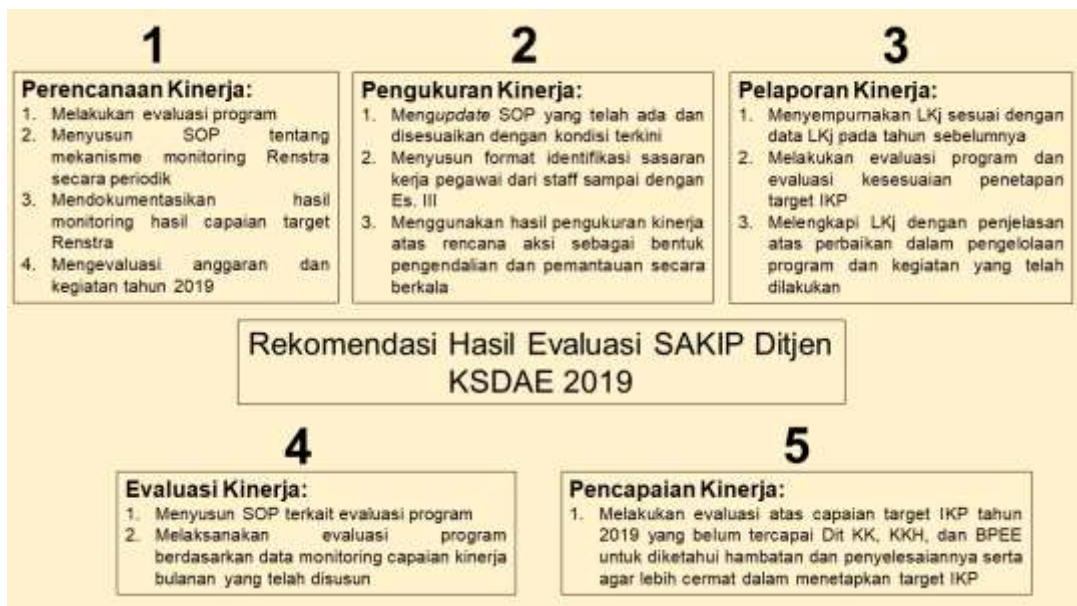 1
Perencanaan Kinerja:
1. Melakukan evaluasi program
2. Menyusun SOP tentang
mekanisme monitoring Renstra
secara periodik
3. Mendokumentasikan hasil
monitoring hasil capaian target
Renstra
4. Mengevaluasi anggaran dan
kegiatan tahun 2019
2
Pengukuran Kinerja:
1. Mengupdate SOP yang telah ada dan
disesuaikan dengan kondisi terkini
2. Menyusun format identifikasi sasaran
kerja pegawai dari staff sampai dengan
Es. III
3. Menggunakan hasil pengukuran kinerja
atas rencana aksi sebagai bentuk
pengendalian dan pemantauan secara
berkala
3
Pelaporan Kinerja:
1. Menyempurnakan LKj sesuai dengan
data LKj pada tahun sebelumnya
2. Melakukan evaluasi program dan
evaluasi kesesuaian penetapan
target IKP
3. Melengkapi LKj dengan penjelasan
atas perbaikan dalam pengelolaan
program dan kegiatan yang telah
dilakukan
Rekomendasi Hasil Evaluasi SAKIP Ditjen
KSDAE 2019
4
Evaluasi Kinerja:
1. Menyusun SOP terkait evaluasi program
2. Melaksanakan evaluasi program
berdasarkan data monitoring capaian kinerja
bulanan yang telah disusun
5
Pencapaian Kinerja:
1. Melakukan evaluasi atas capaian target IKP tahun
2019 yang belum tercapai Dit KK, KKH, dan BPEE
untuk diketahui hambatan dan penyelesaiannya serta
agar lebih cermat dalam menetapkan target IKP